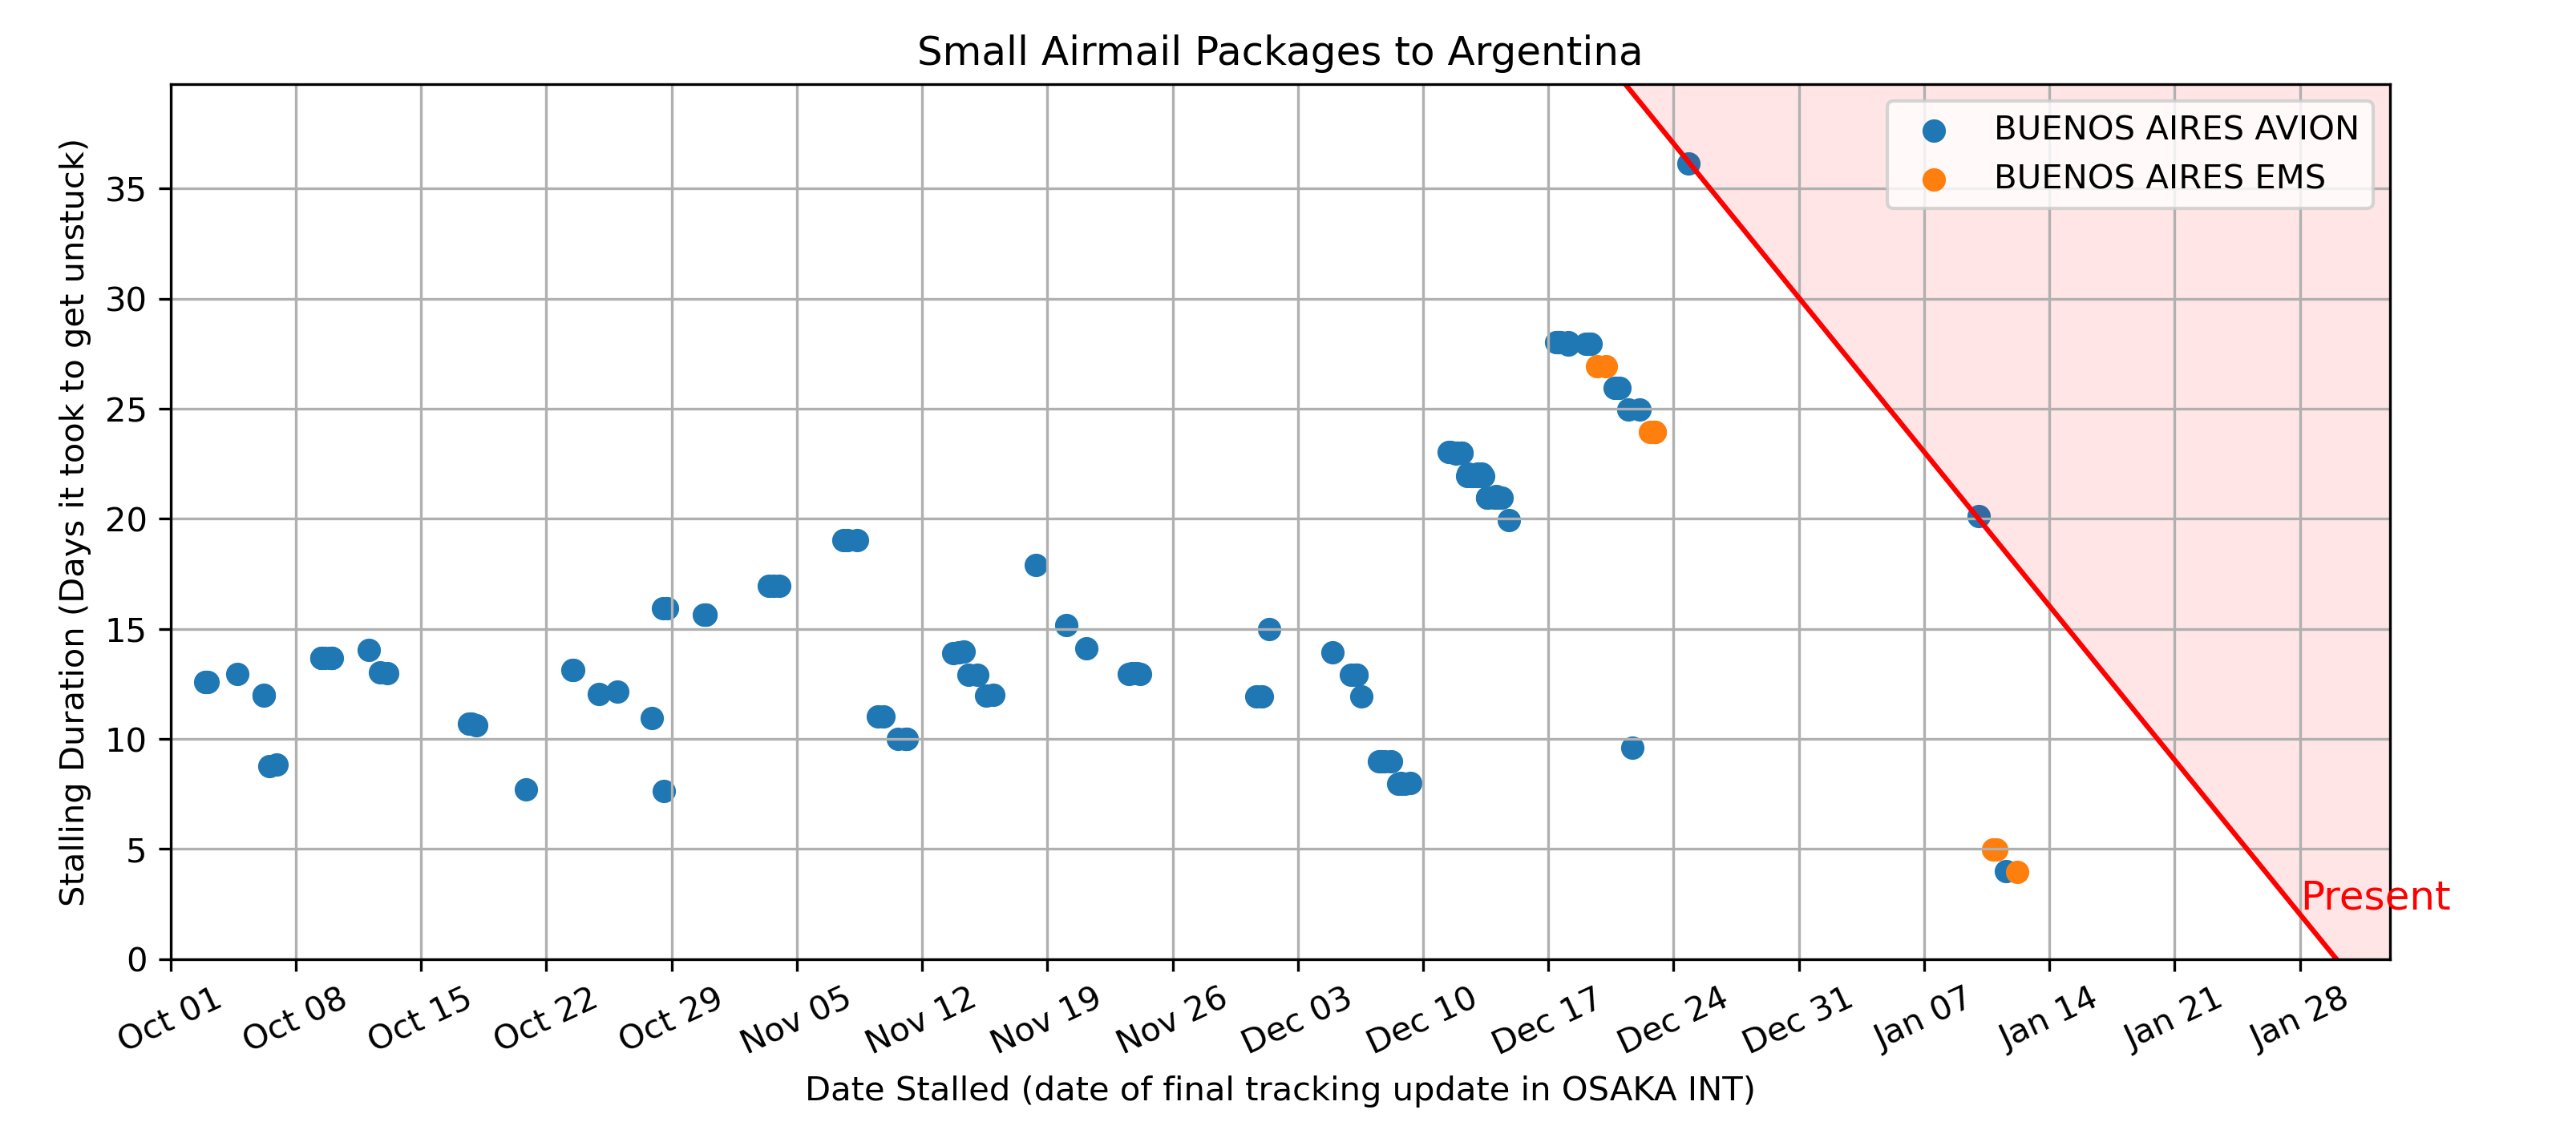 Small Airmail Packages to Argentina
BUENOS AIRES AVION
BUENOS AIRES EMS
Stalling Duration (Days it took to get unstuck)
35
30
25
20
15
10
5
0
Present
Oct 01
Oct 08
Oct 15
Oct 22
Oct 29
Nov 05
Nov 12
Nov 19
Nov 26
Dec 03
Dec 10
Dec 17
Dec 24
Dec 31
Jan 07
Jan 14
Jan 21
Jan 28
Date Stalled (date of final tracking update in OSAKA INT)